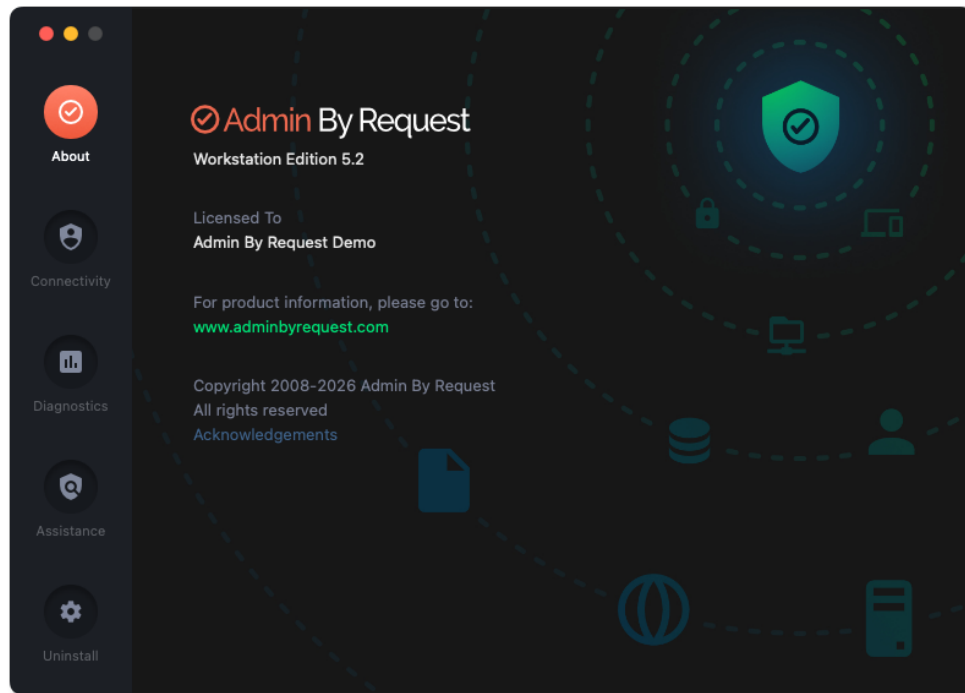 About
Connectivity
Diagnostics
Assistance
Uninstall
Admin By Request
Workstation Edition 5.2
Licensed To
Admin By Request Demo
For product information, please go to:
www.adminbyrequest.com
Copyright 2008-2026 Admin By Request
All rights reserved
Acknowledgements